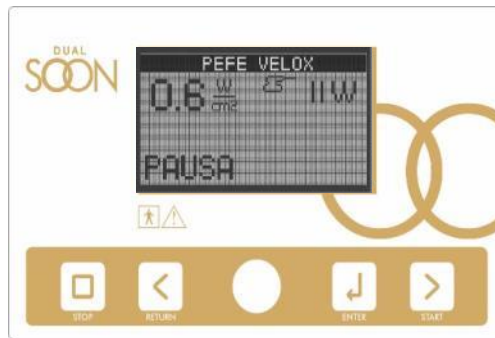 DUAL
SOON
PEFE VELOX
0.6 W/cm2 11W
PAUSA
STOP
RETURN
ENTER
START